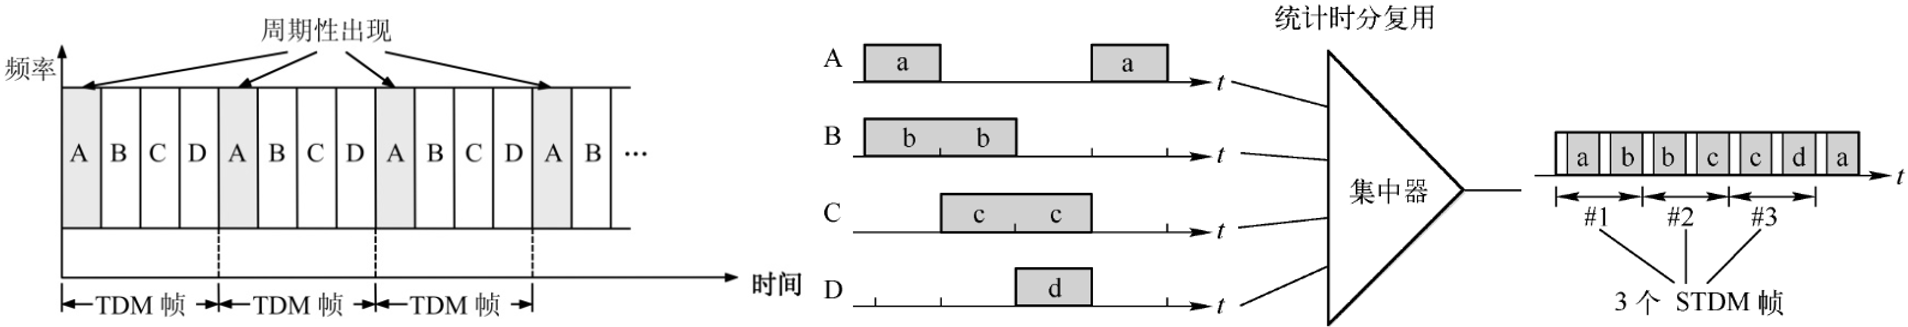 周期性出现
频率
A B C D A B C D A B C D A B …
时间
TDM 帧 TDM 帧 TDM 帧
统计时分复用
A a a t
B b b t
C c c t
D d t
集中器
a b b c c d a
t
#1 #2 #3
3 个 STDM 帧